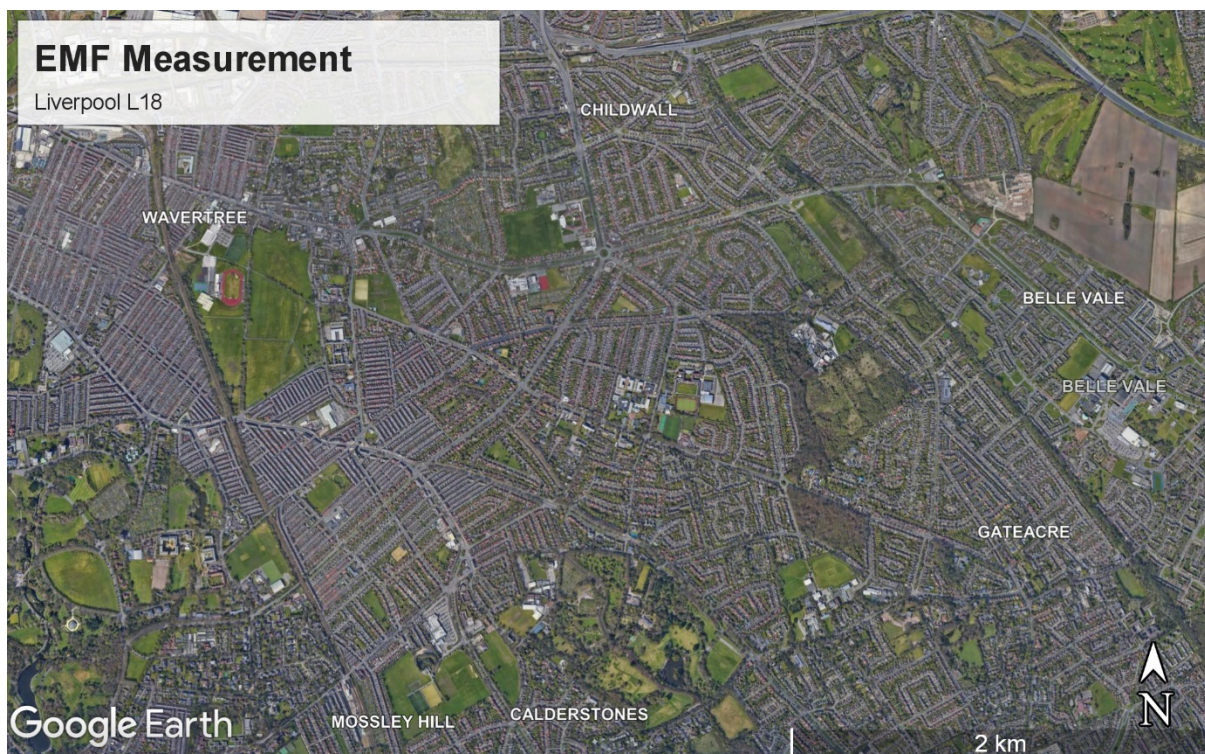 EMF Measurement
Liverpool L18
CHILDWALL
WAVERTREE
BELLE VALE
BELLE VALE
GATEACRE
CALDERSTONES
MOSSLEY HILL
Google Earth
N
2 km